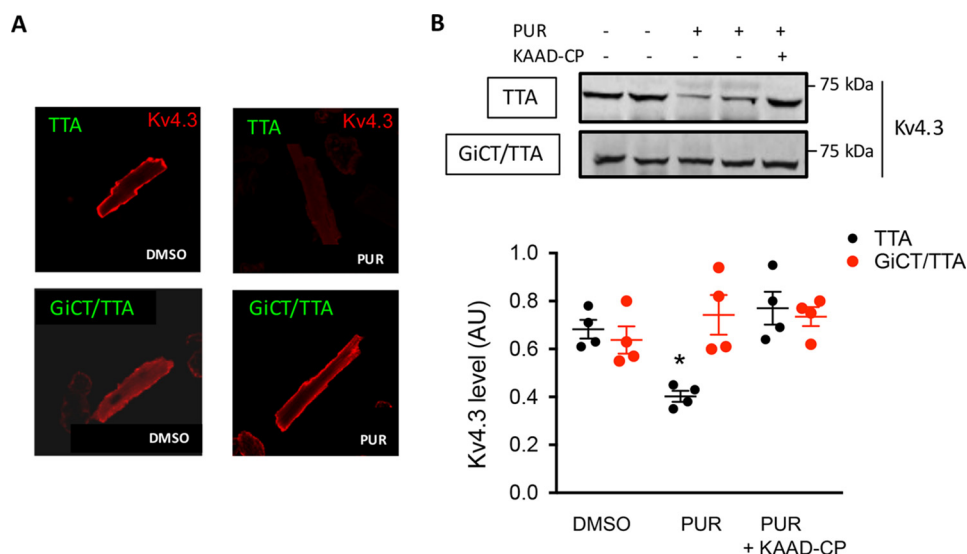 A
TTA Kv4.3
DMSO
TTA Kv4.3
PUR
GiCT/TTA
DMSO
GiCT/TTA
PUR
B
PUR - - + + +
KAAD-CP - - - - +
TTA
75 kDa
GiCT/TTA
75 kDa
Kv4.3
TTA
GiCT/TTA
Kv4.3 level (AU)
1.0
0.8
0.6
0.4
0.2
0.0
*
DMSO
PUR
PUR
+ KAAD-CP